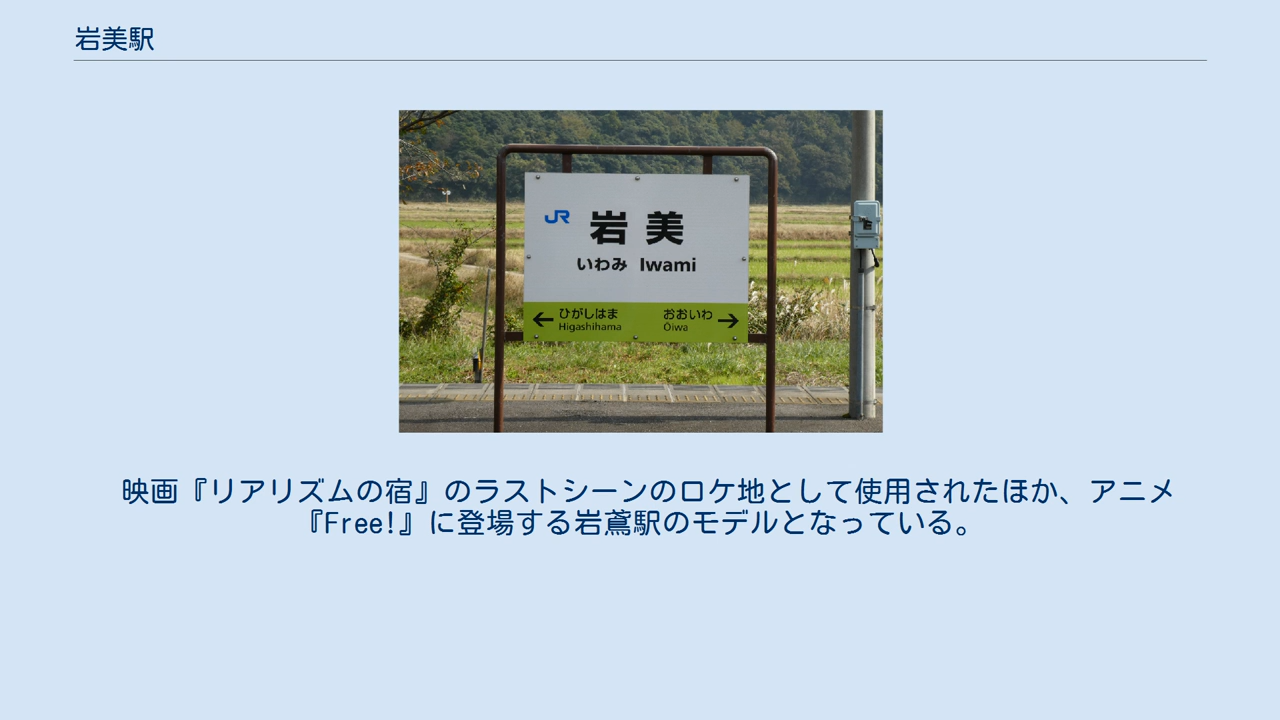 岩美駅
JR 岩美
いわみ Iwami
ひがしはま おおいわ
Higashihama Ōiwa
映画『リアリズムの宿』のラストシーンのロケ地として使用されたほか、アニメ
『Free!』に登場する岩鳶駅のモデルとなっている。